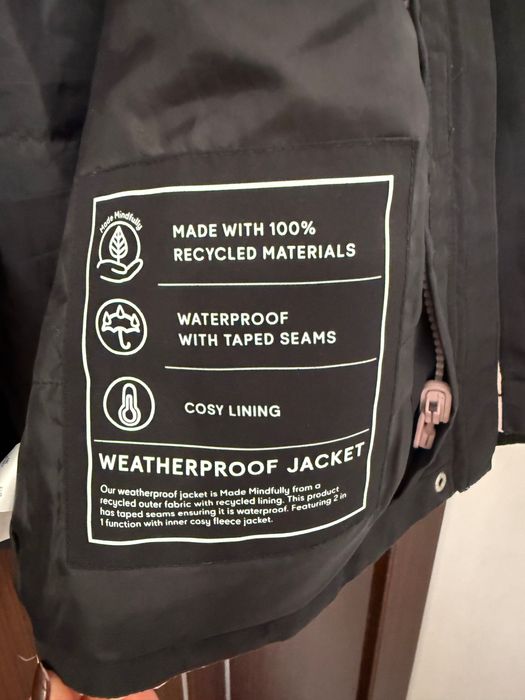 Made Mindfully
MADE WITH 100%
RECYCLED MATERIALS
WATERPROOF
WITH TAPED SEAMS
COSY LINING
WEATHERPROOF JACKET
Our weatherproof jacket is Made Mindfully from a
recycled outer fabric with recycled lining. This product
has taped seams ensuring it is waterproof. Featuring 2 in
1 function with inner cosy fleece jacket.